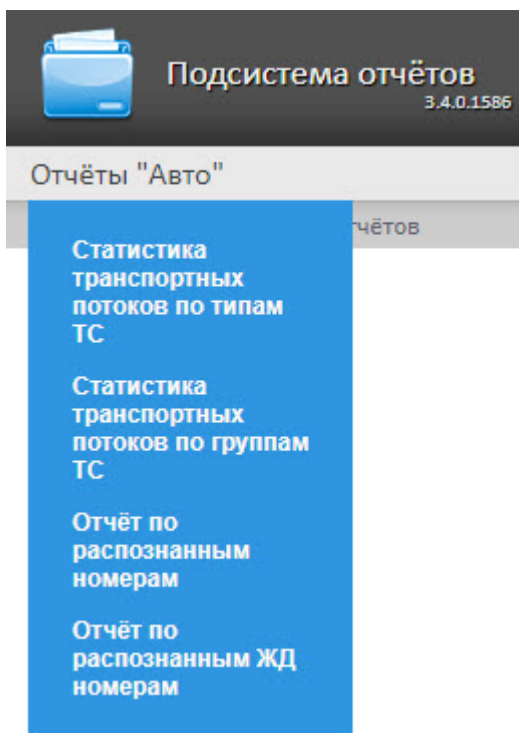 Подсистема отчётов
3.4.0.1586
Отчёты "Авто"
чётов
Статистика
транспортных
потоков по типам
ТС
Статистика
транспортных
потоков по группам
ТС
Отчёт по
распознанным
номерам
Отчёт по
распознанным ЖД
номерам